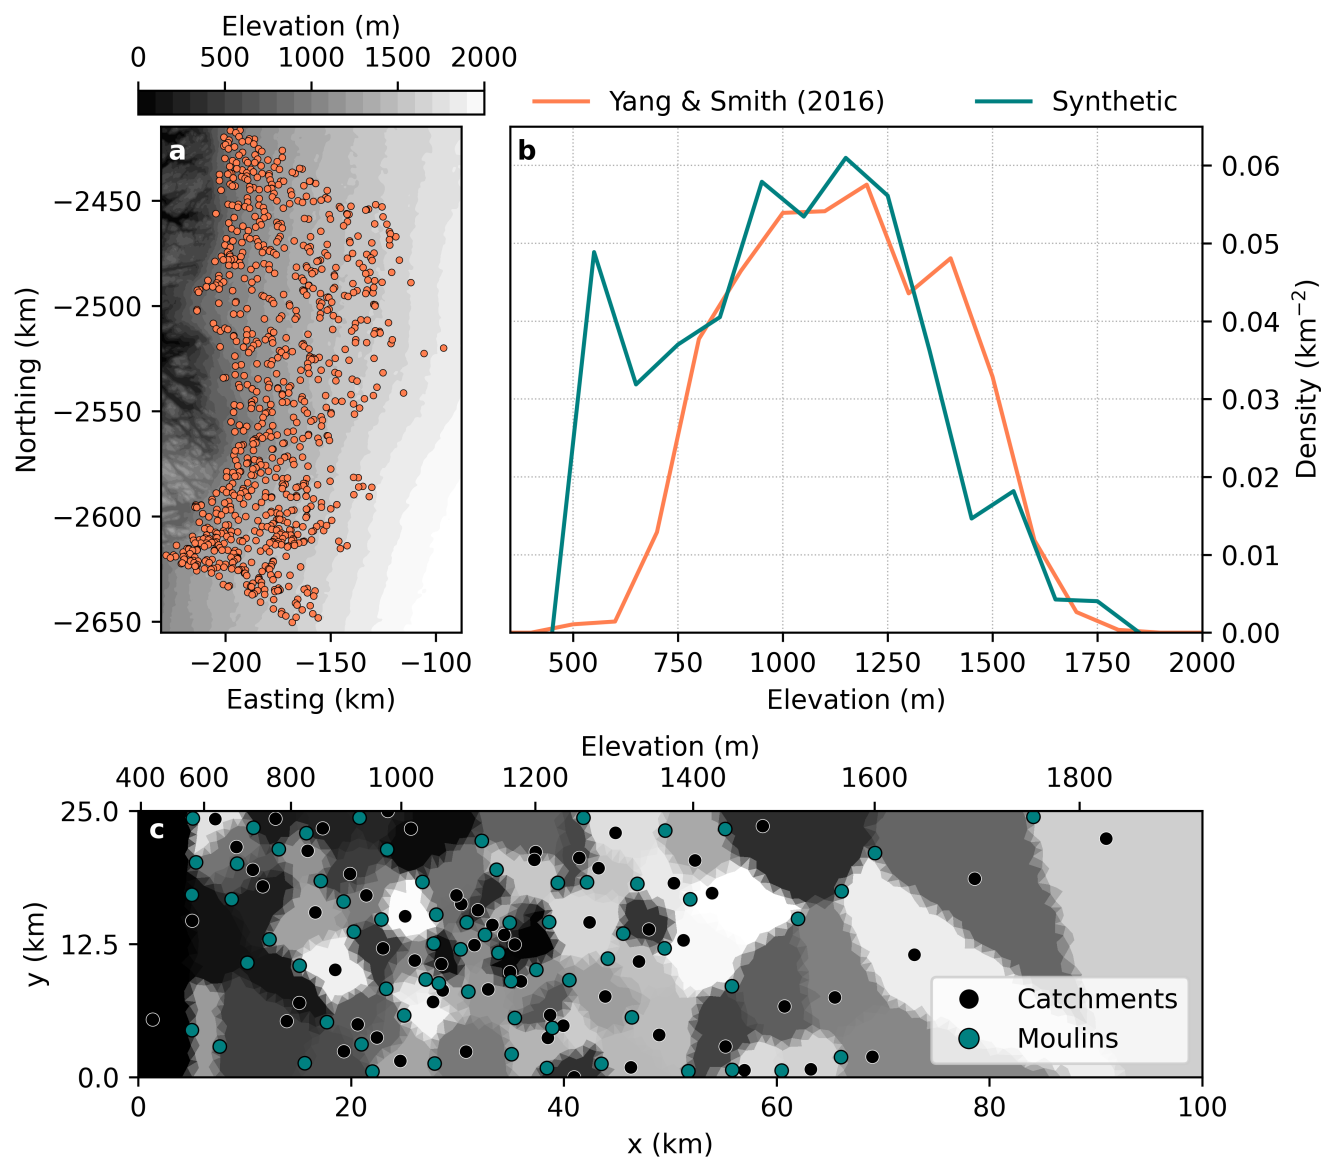 Elevation (m)
0 500 1000 1500 2000
Yang & Smith (2016) Synthetic
a
−2450
−2500
−2550
−2600
−2650
Northing (km)
−200 −150 −100
Easting (km)
b
0.06
0.05
0.04
0.03
0.02
0.01
0.00
Density (km−2)
500 750 1000 1250 1500 1750 2000
Elevation (m)
Elevation (m)
400 600 800 1000 1200 1400 1600 1800
c
25.0
12.5
0.0
y (km)
Catchments
Moulins
0 20 40 60 80 100
x (km)